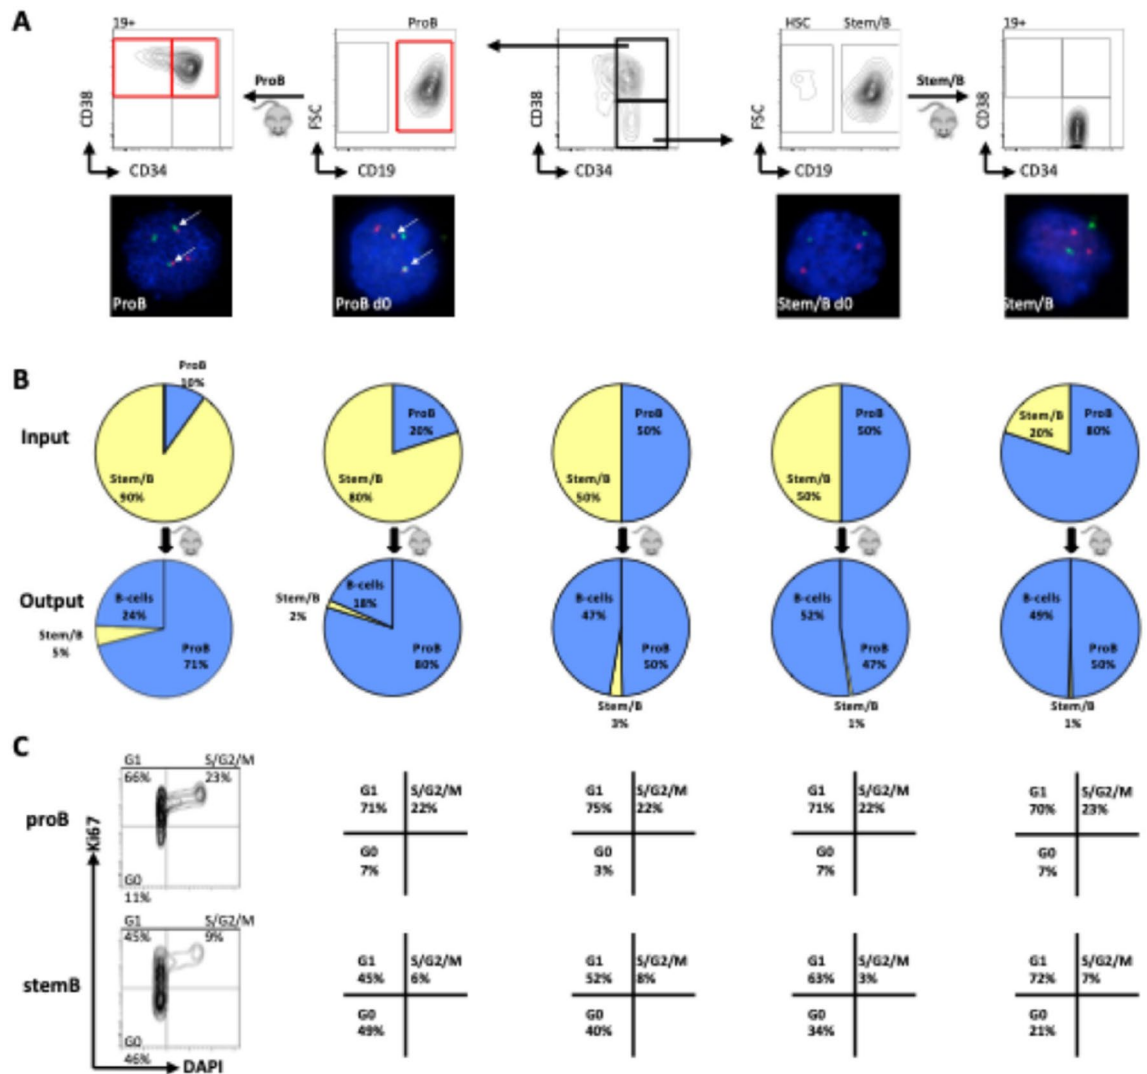 A
19+
ProB
HSC
Stem/B
19+
CD38
ProB
FSC
CD38
FSC
Stem/B
CD38
CD34
CD19
CD34
CD19
CD34
ProB
ProB d0
Stem/B d0
Stem/B
B
Input
ProB
10%
Stem/B
90%
ProB
20%
Stem/B
80%
ProB
50%
Stem/B
50%
ProB
50%
Stem/B
50%
Stem/B
20%
ProB
80%
Output
B-cells
24%
Stem/B
5%
ProB
71%
Stem/B
2%
B-cells
18%
ProB
80%
B-cells
47%
ProB
50%
Stem/B
3%
B-cells
52%
ProB
47%
Stem/B
1%
B-cells
49%
ProB
50%
Stem/B
1%
C
proB
Ki67
G1 S/G2/M
66% 23%
G0
11%
G1 S/G2/M
71% 22%
G0
7%
G1 S/G2/M
75% 22%
G0
3%
G1 S/G2/M
71% 22%
G0
7%
G1 S/G2/M
70% 23%
G0
7%
stemB
G1 S/G2/M
45% 9%
G0
46%
DAPI
G1 S/G2/M
45% 6%
G0
49%
G1 S/G2/M
52% 8%
G0
40%
G1 S/G2/M
63% 3%
G0
34%
G1 S/G2/M
72% 7%
G0
21%